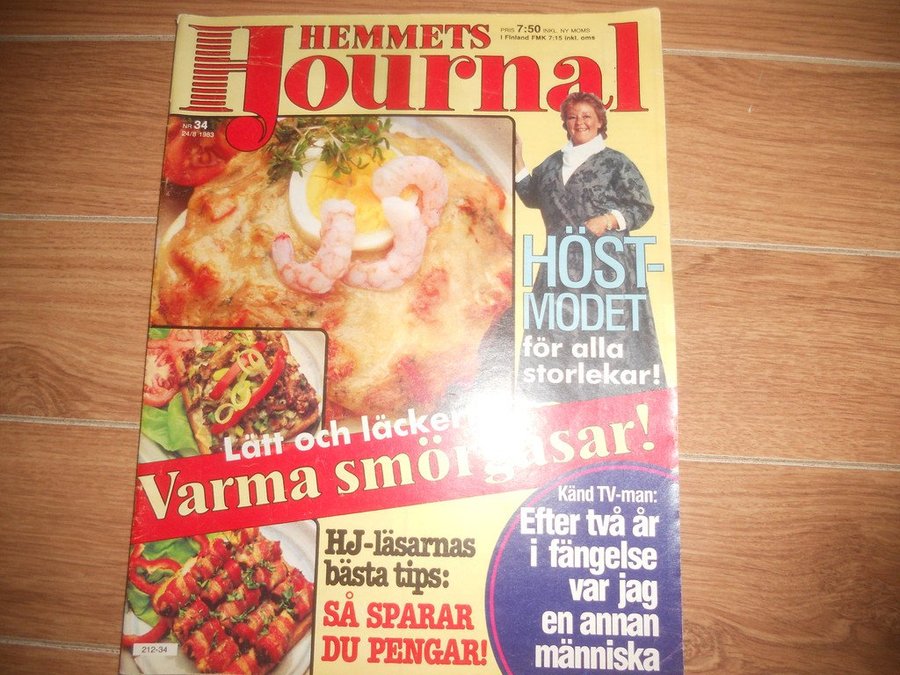 HEMMETS
Journal
PRIS 7:50 INKL. NY MOMS
I Finland FMK 7:15 inkl. oms
NR 34
24/8 1983
HÖST-
MODET
för alla
storlekar!
Lätt och läcker
Varma smörgåsar!
Känd TV-man:
Efter två år
i fängelse
var jag
en annan
människa
HJ-läsarnas
bästa tips:
SÅ SPARAR
DU PENGAR!
212-34